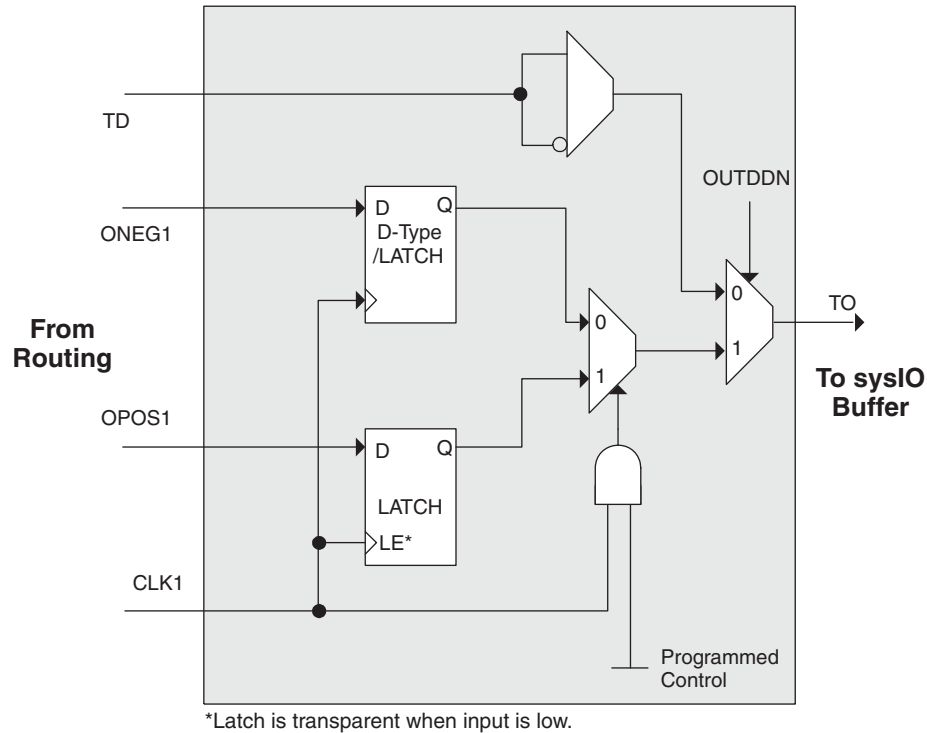 TD
OUTDDN
ONEG1
D
Q
D-Type
/LATCH
0
TO
From
Routing
0
1
1
To sysIO
Buffer
OPOS1
D
Q
LATCH
LE*
CLK1
Programmed
Control
*Latch is transparent when input is low.